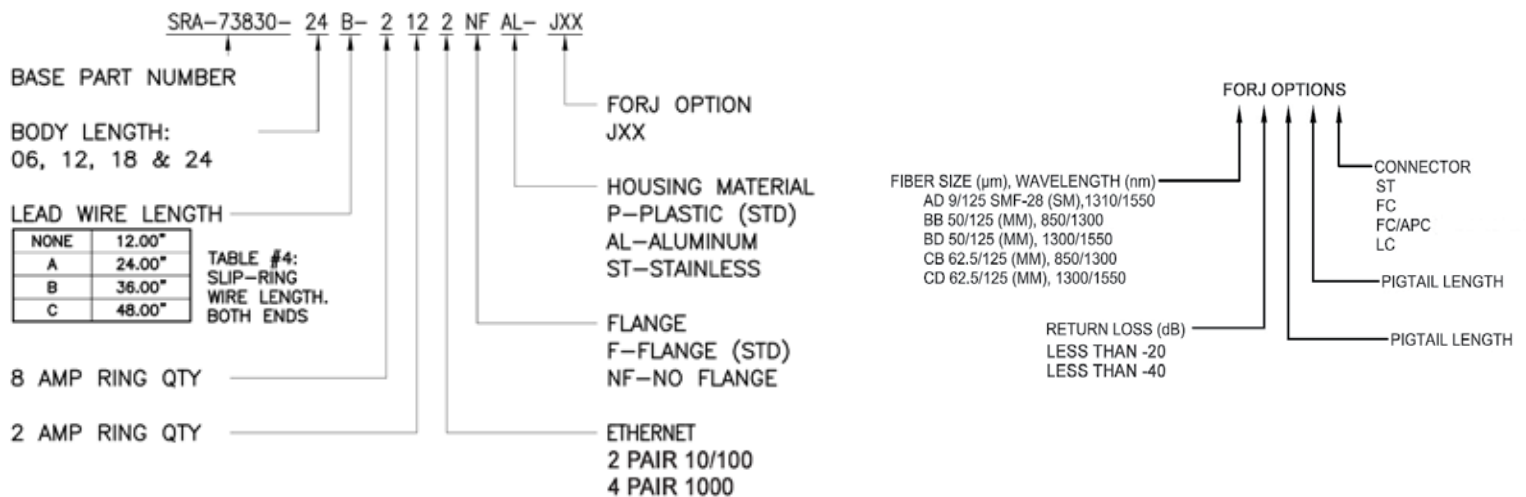 SRA-73830- 24 B- 2 12 2 NF AL- JXX
BASE PART NUMBER
BODY LENGTH:
06, 12, 18 & 24
LEAD WIRE LENGTH
NONE 12.00"
A 24.00"
B 36.00"
C 48.00"
TABLE #4:
SLIP-RING
WIRE LENGTH.
BOTH ENDS
8 AMP RING QTY
2 AMP RING QTY
FORJ OPTION
JXX
HOUSING MATERIAL
P-PLASTIC (STD)
AL-ALUMINUM
ST-STAINLESS
FLANGE
F-FLANGE (STD)
NF-NO FLANGE
ETHERNET
2 PAIR 10/100
4 PAIR 1000
FORJ OPTIONS
FIBER SIZE (µm), WAVELENGTH (nm)
AD 9/125 SMF-28 (SM),1310/1550
BB 50/125 (MM), 850/1300
BD 50/125 (MM), 1300/1550
CB 62.5/125 (MM), 850/1300
CD 62.5/125 (MM), 1300/1550
RETURN LOSS (dB)
LESS THAN -20
LESS THAN -40
CONNECTOR
ST
FC
FC/APC
LC
PIGTAIL LENGTH
PIGTAIL LENGTH